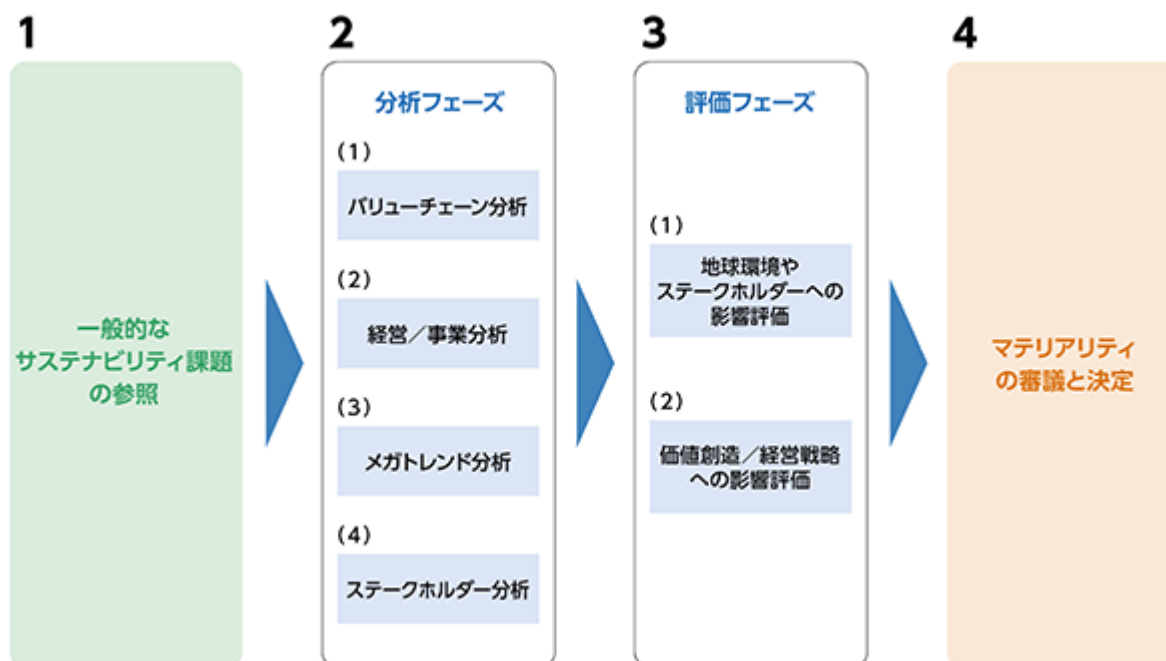 1
一般的な
サステナビリティ課題
の参照
2
分析フェーズ
(1)
バリューチェーン分析
(2)
経営／事業分析
(3)
メガトレンド分析
(4)
ステークホルダー分析
3
評価フェーズ
(1)
地球環境や
ステークホルダーへの
影響評価
(2)
価値創造／経営戦略
への影響評価
4
マテリアリティ
の審議と決定